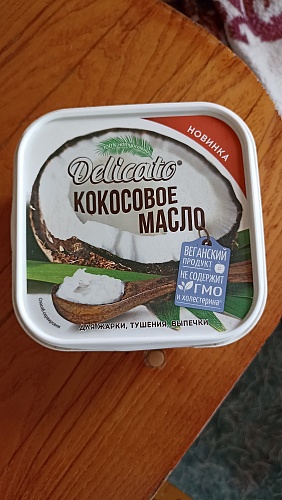 НОВИНКА
Delicato®
КОКОСОВОЕ
МАСЛО
ВЕГАНСКИЙ
ПРОДУКТ
НЕ СОДЕРЖИТ
ГМО
и холестерина*
ДЛЯ ЖАРКИ, ТУШЕНИЯ, ВЫПЕЧКИ